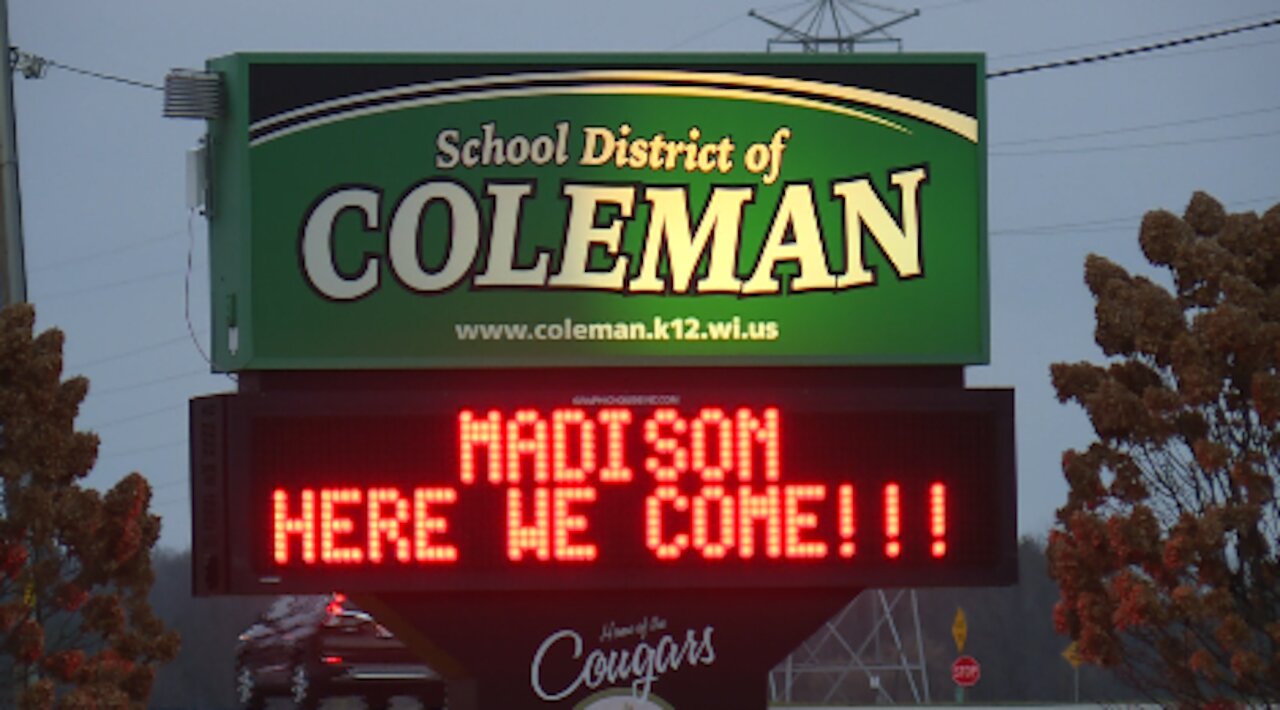 School District of
COLEMAN
www.coleman.k12.wi.us
MADISON
HERE WE COME!!!
Home of the
Cougars
STOP